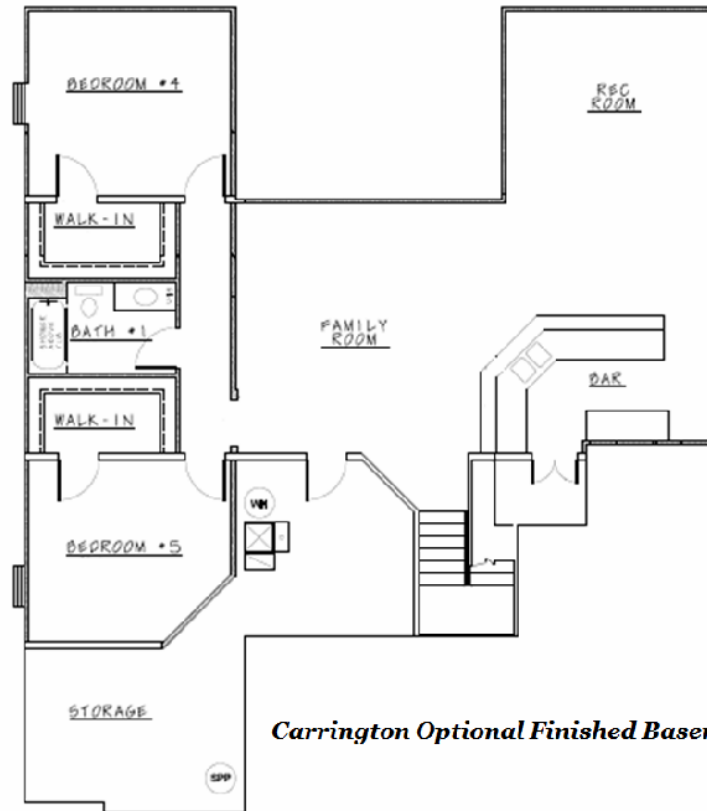 BEDROOM #4
REC
ROOM
WALK-IN
FAMILY
ROOM
BATH #1
BAR
WALK-IN
WH
BEDROOM #5
STORAGE
Carrington Optional Finished Basem
SPP